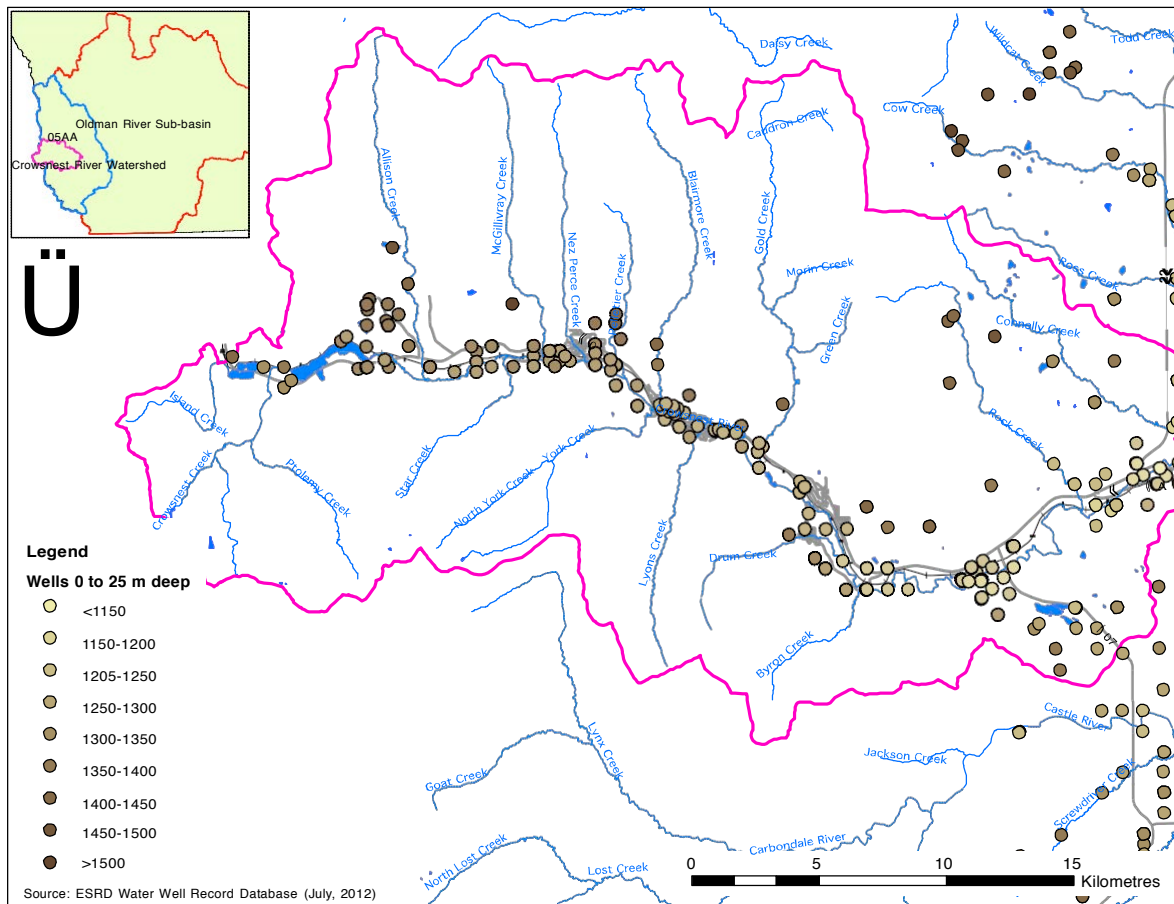 Oldman River Sub-basin
05AA
Crowsnest River Watershed
Ü
Daisy Creek
Todd Creek
Wildcat Creek
Cow Creek
Caudron Creek
Allison Creek
McGillivray Creek
Nez Perce Creek
Blairmore Creek
Gold Creek
Morin Creek
Green Creek
Ross Creek
Connally Creek
Rock Creek
Island Creek
Crowsnest Creek
Ptolemy Creek
Star Creek
North York Creek
York Creek
Lyons Creek
Drum Creek
Byron Creek
07
Castle River
Jackson Creek
Screwdriver Creek
Lynx Creek
Goat Creek
Carbondale River
North Lost Creek
Lost Creek
Legend
Wells 0 to 25 m deep
<1150
1150-1200
1205-1250
1250-1300
1300-1350
1350-1400
1400-1450
1450-1500
>1500
0 5 10 15
Kilometres
Source: ESRD Water Well Record Database (July, 2012)